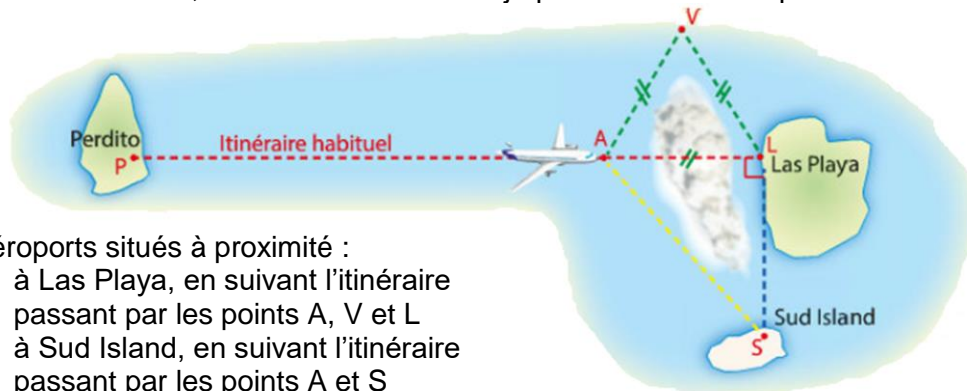 V
Perdito
P
Itinéraire habituel
A
L
Las Playa
éroports situés à proximité :
à Las Playa, en suivant l'itinéraire
passant par les points A, V et L
à Sud Island, en suivant l'itinéraire
passant par les points A et S
Sud Island
S